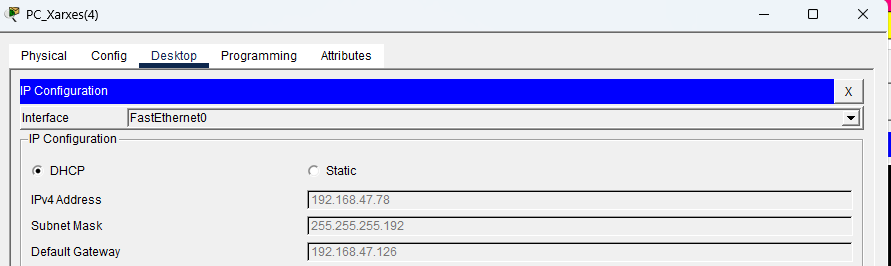 PC_Xarxes(4)
Physical Config Desktop Programming Attributes
IP Configuration X
Interface FastEthernet0
IP Configuration
DHCP Static
IPv4 Address 192.168.47.78
Subnet Mask 255.255.255.192
Default Gateway 192.168.47.126